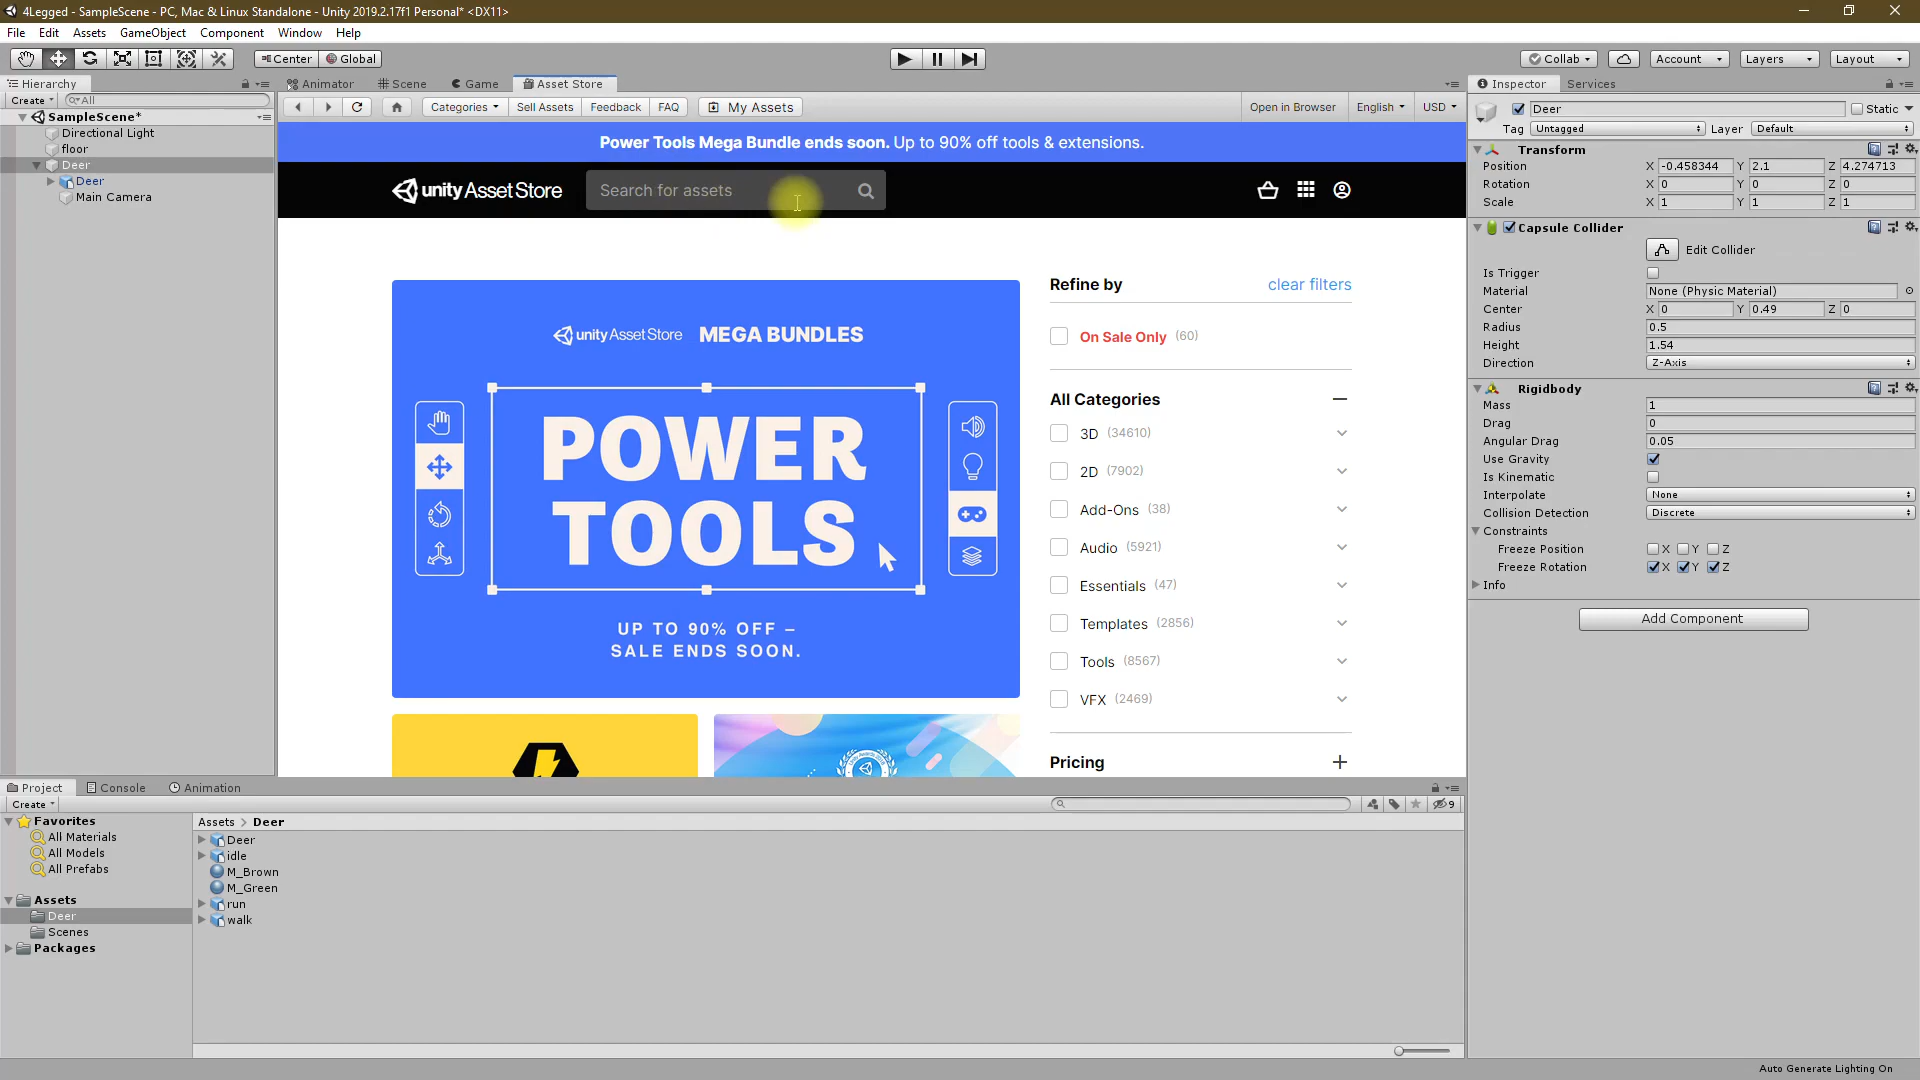 4Legged - SampleScene - PC, Mac & Linux Standalone - Unity 2019.2.17f1 Personal* <DX11>
File Edit Assets GameObject Component Window Help
Center Global
Collab Account Layers Layout
Hierarchy
Animator Scene Game Asset Store
Inspector Services
Create All
Categories Sell Assets Feedback FAQ My Assets
Open in Browser English USD
Deer Static
Tag Untagged Layer Default
SampleScene*
Directional Light
floor
Deer
Deer
Main Camera
Power Tools Mega Bundle ends soon. Up to 90% off tools & extensions.
unity Asset Store
Search for assets
unity Asset Store MEGA BUNDLES
POWER
TOOLS
UP TO 90% OFF –
SALE ENDS SOON.
Refine by clear filters
On Sale Only (60)
All Categories
3D (34610)
2D (7902)
Add-Ons (38)
Audio (5921)
Essentials (47)
Templates (2856)
Tools (8567)
VFX (2469)
Pricing
Transform
Position X -0.458344 Y 2.1 Z 4.274713
Rotation X 0 Y 0 Z 0
Scale X 1 Y 1 Z 1
Capsule Collider
Edit Collider
Is Trigger
Material None (Physic Material)
Center X 0 Y 0.49 Z 0
Radius 0.5
Height 1.54
Direction Z-Axis
Rigidbody
Mass 1
Drag 0
Angular Drag 0.05
Use Gravity
Is Kinematic
Interpolate None
Collision Detection Discrete
Constraints
Freeze Position X Y Z
Freeze Rotation X Y Z
Info
Add Component
Project Console Animation
Create
9
Favorites
All Materials
All Models
All Prefabs
Assets
Deer
Scenes
Packages
Assets > Deer
Deer
idle
M_Brown
M_Green
run
walk
Auto Generate Lighting On